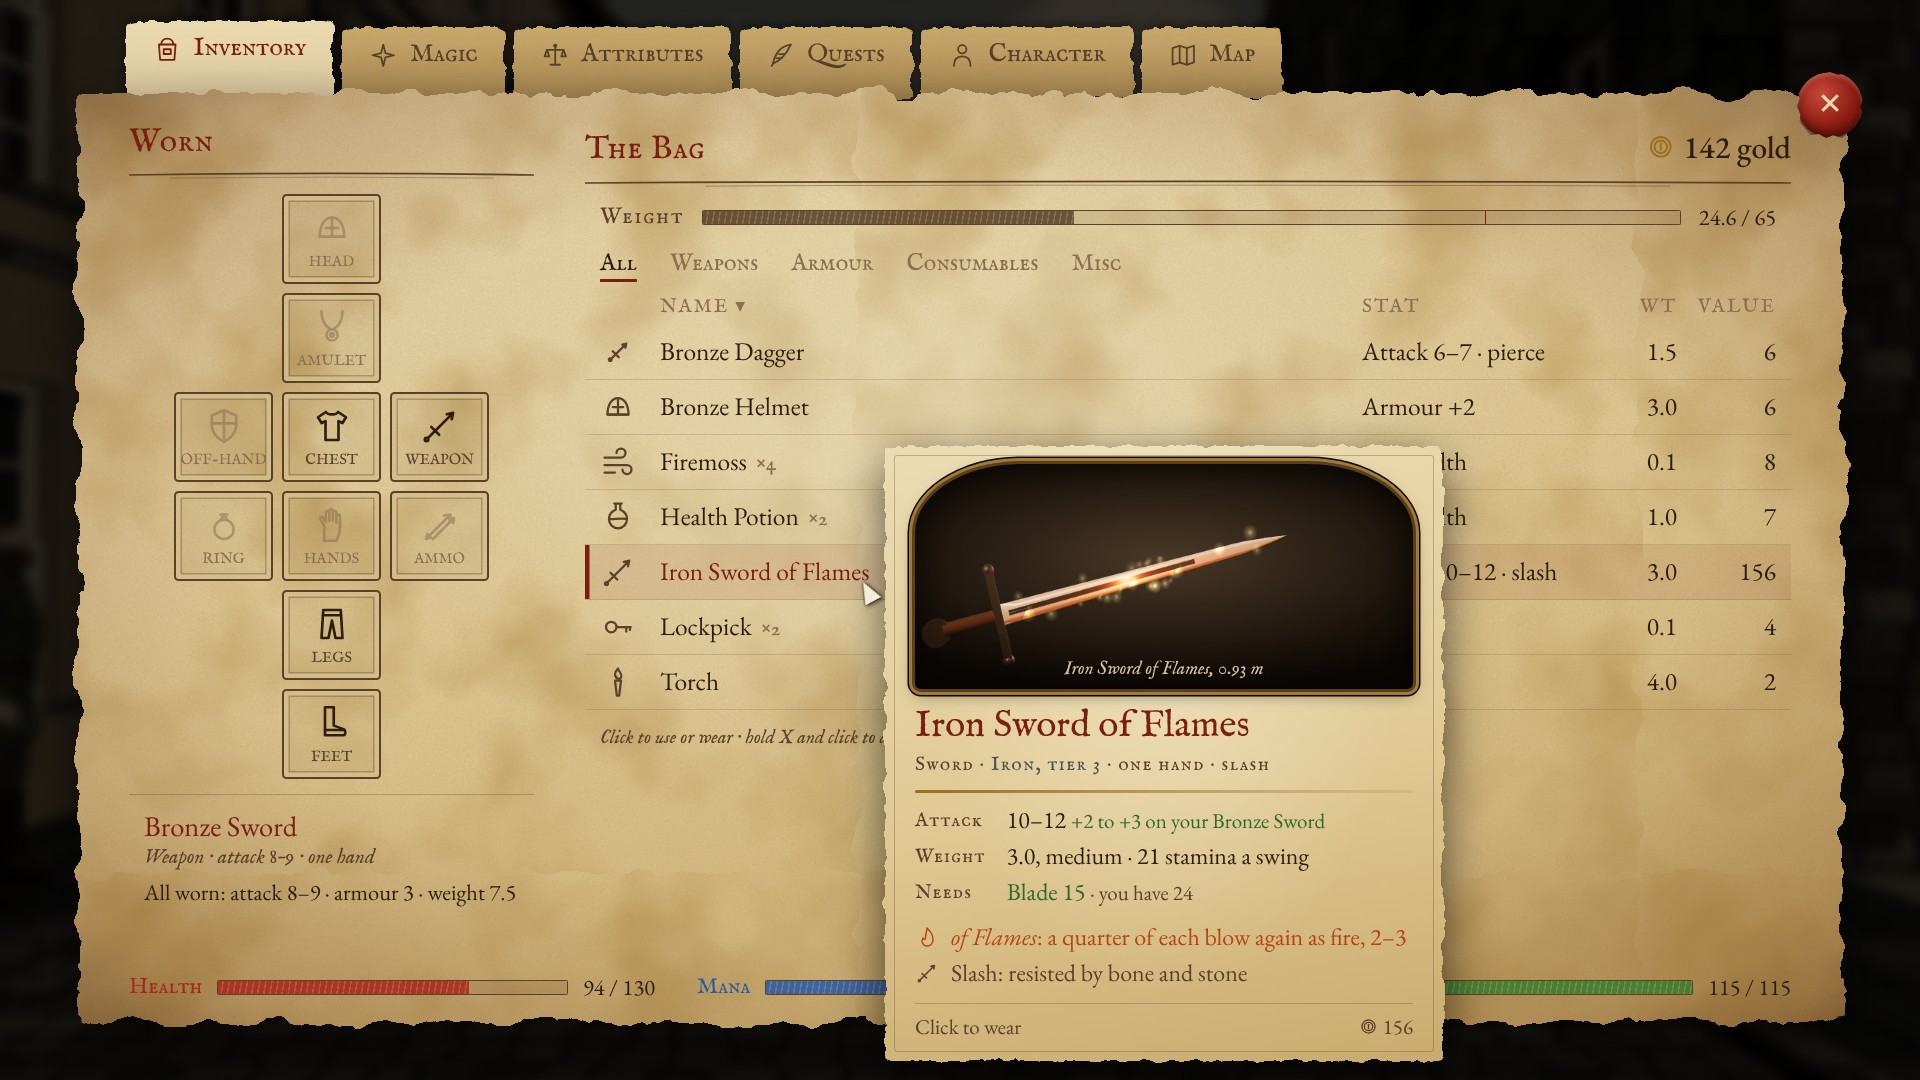 Inventory
Magic
Attributes
Quests
Character
Map
Worn
HEAD
AMULET
OFF-HAND
CHEST
WEAPON
RING
HANDS
AMMO
LEGS
FEET
Bronze Sword
Weapon · attack 8–9 · one hand
All worn: attack 8–9 · armour 3 · weight 7.5
The Bag
142 gold
Weight 24.6 / 65
All Weapons Armour Consumables Misc
NAME ▼ STAT WT VALUE
Bronze Dagger Attack 6–7 · pierce 1.5 6
Bronze Helmet Armour +2 3.0 6
Firemoss ×4 0.1 8
Health Potion ×2 1.0 7
Iron Sword of Flames 0–12 · slash 3.0 156
Lockpick ×2 0.1 4
Torch 4.0 2
Click to use or wear · hold X and click to
Iron Sword of Flames, 0.93 m
Iron Sword of Flames
Sword · Iron, tier 3 · one hand · slash
Attack 10–12 +2 to +3 on your Bronze Sword
Weight 3.0, medium · 21 stamina a swing
Needs Blade 15 · you have 24
of Flames: a quarter of each blow again as fire, 2–3
Slash: resisted by bone and stone
Click to wear 156
Health 94 / 130
Mana
115 / 115